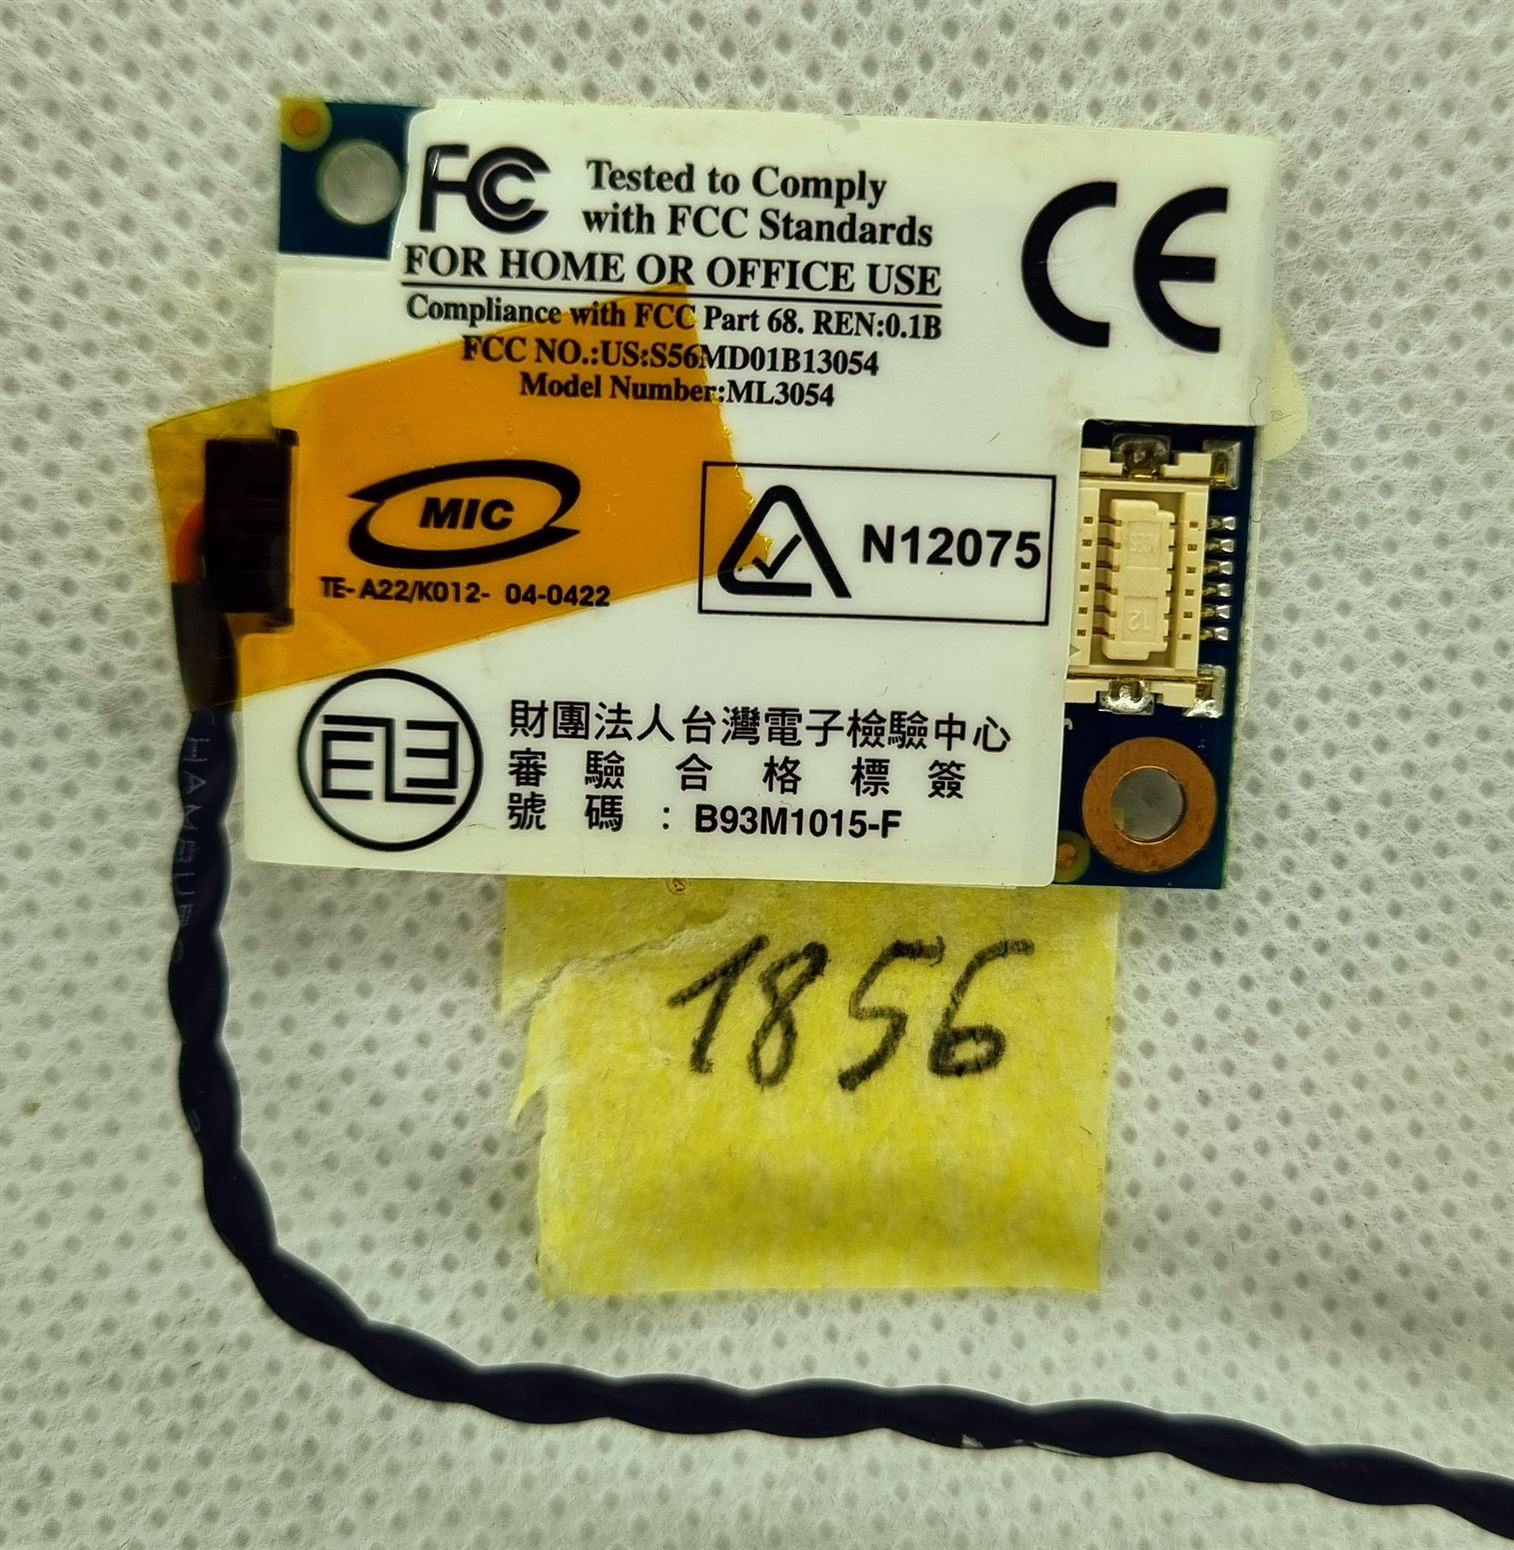 FC Tested to Comply
with FCC Standards
FOR HOME OR OFFICE USE
Compliance with FCC Part 68. REN:0.1B
FCC NO.:US:S56MD01B13054
Model Number:ML3054
CE
MIC
TE- A22/K012- 04-0422
N12075
12
財團法人台灣電子檢驗中心
審驗合格標簽
號碼：B93M1015-F
1856